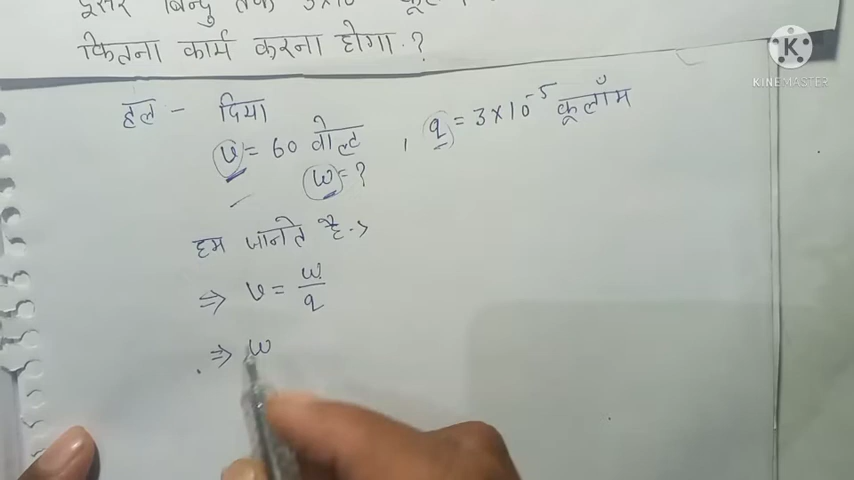 कितना कार्म करना होगा.?
KINEMASTER
हल - दिया
v = 60 वोल्ट , q = 3×10⁻⁵ कूलॉम
w = ?
हम जानते है.→
⇒ v = w/q
⇒ w